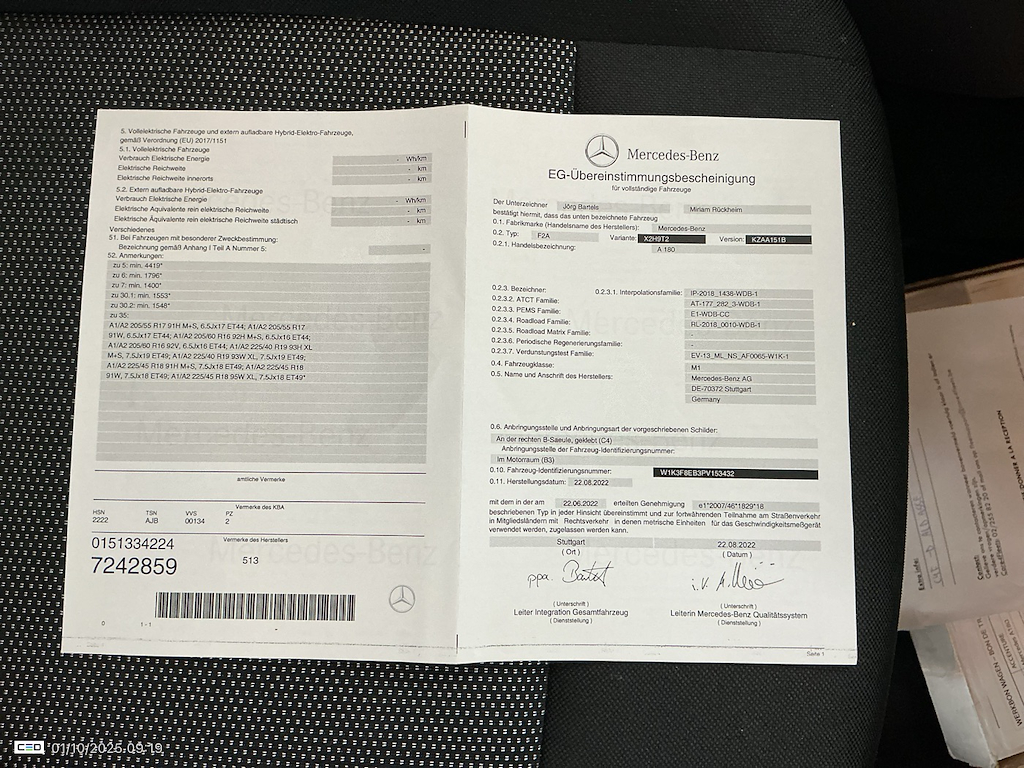 5. Vollelektrische Fahrzeuge und extern aufladbare Hybrid-Elektro-Fahrzeuge,
gemäß Verordnung (EU) 2017/1151
5.1. Vollelektrische Fahrzeuge
Verbrauch Elektrische Energie - Wh/km
Elektrische Reichweite - km
Elektrische Reichweite innerorts - km
5.2. Extern aufladbare Hybrid-Elektro-Fahrzeuge
Verbrauch Elektrische Energie - Wh/km
Elektrische Äquivalente rein elektrische Reichweite - km
Elektrische Äquivalente rein elektrische Reichweite städtisch - km
Verschiedenes
51. Bei Fahrzeugen mit besonderer Zweckbestimmung:
Bezeichnung gemäß Anhang I Teil A Nummer 5: -
52. Anmerkungen:
zu 5: min. 4419*
zu 6: min. 1796*
zu 7: min. 1400*
zu 30.1: min. 1553*
zu 30.2: min. 1548*
zu 35:
A1/A2 205/55 R17 91H M+S, 6.5Jx17 ET44; A1/A2 205/55 R17
91W, 6.5Jx17 ET44; A1/A2 205/60 R16 92H M+S, 6.5Jx16 ET44;
A1/A2 205/60 R16 92V, 6.5Jx16 ET44; A1/A2 225/40 R19 93H XL
M+S, 7.5Jx19 ET49; A1/A2 225/40 R19 93W XL, 7.5Jx19 ET49;
A1/A2 225/45 R18 91H M+S, 7.5Jx18 ET49; A1/A2 225/45 R18
91W, 7.5Jx18 ET49; A1/A2 225/45 R18 95W XL, 7.5Jx18 ET49*
amtliche Vermerke
Vermerke des KBA
HSN TSN VVS PZ
2222 AJB 00134 2
0151334224 Vermerke des Herstellers
7242859 513
0 1 - 1
Mercedes-Benz
EG-Übereinstimmungsbescheinigung
für vollständige Fahrzeuge
Der Unterzeichner Jörg Bartels Miriam Rückheim
bestätigt hiermit, dass das unten bezeichnete Fahrzeug
0.1. Fabrikmarke (Handelsname des Herstellers): Mercedes-Benz
0.2. Typ: F2A Variante: X2H9T2 Version: KZAA151B
0.2.1. Handelsbezeichnung: A 180
0.2.3. Bezeichner: 0.2.3.1. Interpolationsfamilie: IP-2018_1438-WDB-1
0.2.3.2. ATCT Familie: AT-177_282_3-WDB-1
0.2.3.3. PEMS Familie: E1-WDB-CC
0.2.3.4. Roadload Familie: RL-2018_0010-WDB-1
0.2.3.5. Roadload Matrix Familie: -
0.2.3.6. Periodische Regenerierungsfamilie: -
0.2.3.7. Verdunstungstest Familie: EV-13_ML_NS_AF0065-W1K-1
0.4. Fahrzeugklasse: M1
0.5. Name und Anschrift des Herstellers: Mercedes-Benz AG
DE-70372 Stuttgart
Germany
0.6. Anbringungsstelle und Anbringungsart der vorgeschriebenen Schilder:
An der rechten B-Saeule, geklebt (C4)
Anbringungsstelle der Fahrzeug-Identifizierungsnummer:
Im Motorraum (B3)
0.10. Fahrzeug-Identifizierungsnummer: W1K3F8EB3PV153432
0.11. Herstellungsdatum: 22.08.2022
mit dem in der am 22.06.2022 erteilten Genehmigung e1*2007/46*1829*18
beschriebenen Typ in jeder Hinsicht übereinstimmt und zur fortwährenden Teilnahme am Straßenverkehr
in Mitgliedsländern mit Rechtsverkehr in denen metrische Einheiten für das Geschwindigkeitsmeßgerät
verwendet werden, zugelassen werden kann.
Stuttgart 22.08.2022
( Ort ) ( Datum )
ppa. Bartels i.V.
( Unterschrift ) ( Unterschrift )
Leiter Integration Gesamtfahrzeug Leiterin Mercedes-Benz Qualitätssystem
( Dienststellung ) ( Dienststellung )
Seite 1
CEO 01/10/2025 09:19